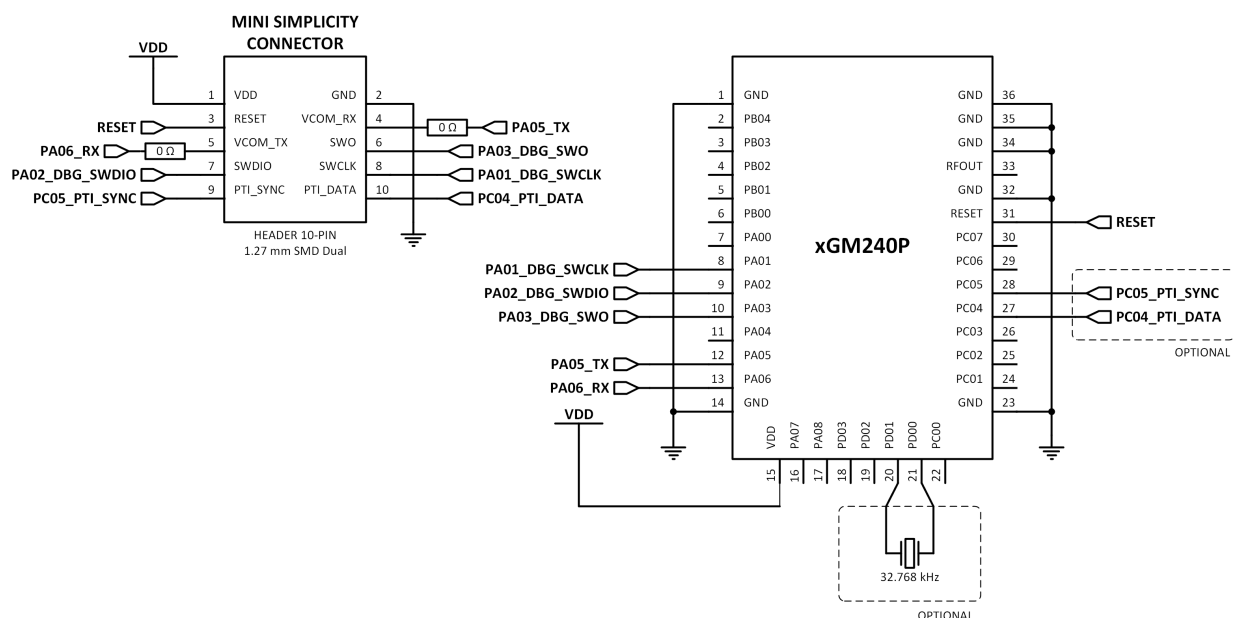 MINI SIMPLICITY
CONNECTOR
VDD
1 VDD GND 2
RESET 3 RESET VCOM_RX 4 0 Ω PA05_TX
PA06_RX 0 Ω 5 VCOM_TX SWO 6 PA03_DBG_SWO
PA02_DBG_SWDIO 7 SWDIO SWCLK 8 PA01_DBG_SWCLK
PC05_PTI_SYNC 9 PTI_SYNC PTI_DATA 10 PC04_PTI_DATA
HEADER 10-PIN
1.27 mm SMD Dual
xGM240P
1 GND GND 36
2 PB04 GND 35
3 PB03 GND 34
4 PB02 RFOUT 33
5 PB01 GND 32
6 PB00 RESET 31 RESET
7 PA00 PC07 30
PA01_DBG_SWCLK 8 PA01 PC06 29
PA02_DBG_SWDIO 9 PA02 PC05 28 PC05_PTI_SYNC
PA03_DBG_SWO 10 PA03 PC04 27 PC04_PTI_DATA
11 PA04 PC03 26
OPTIONAL
PA05_TX 12 PA05 PC02 25
PA06_RX 13 PA06 PC01 24
14 GND GND 23
VDD
VDD PA07 PA08 PD03 PD02 PD01 PD00 PC00
15 16 17 18 19 20 21 22
32.768 kHz
OPTIONAL